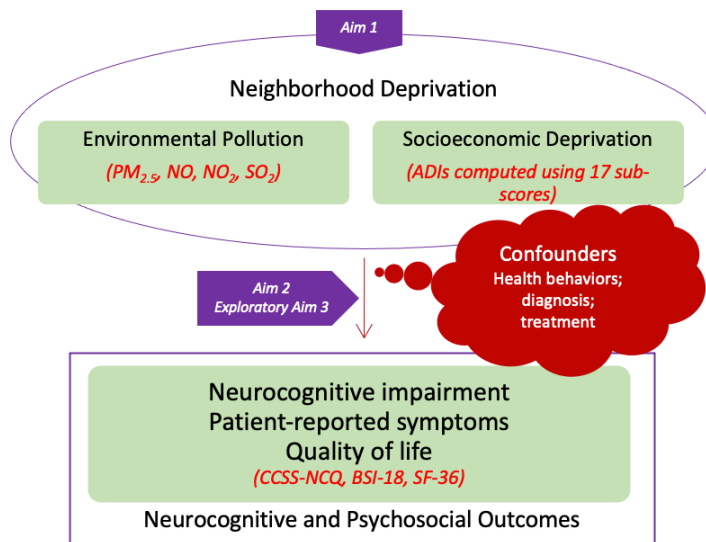 Aim 1
Neighborhood Deprivation
Environmental Pollution
(PM2.5, NO, NO2, SO2)
Socioeconomic Deprivation
(ADIs computed using 17 sub-
scores)
Confounders
Health behaviors;
diagnosis;
treatment
Aim 2
Exploratory Aim 3
Neurocognitive impairment
Patient-reported symptoms
Quality of life
(CCSS-NCQ, BSI-18, SF-36)
Neurocognitive and Psychosocial Outcomes